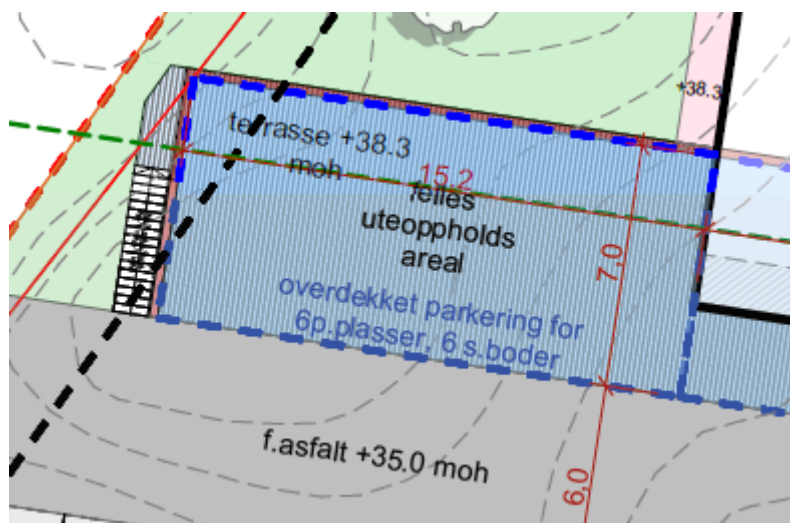 +38.3
terrasse +38.3
moh
15.2
felles
uteoppholds
areal
7,0
overdekket parkering for
6p.plasser, 6 s.boder
f.asfalt +35.0 moh
6,0